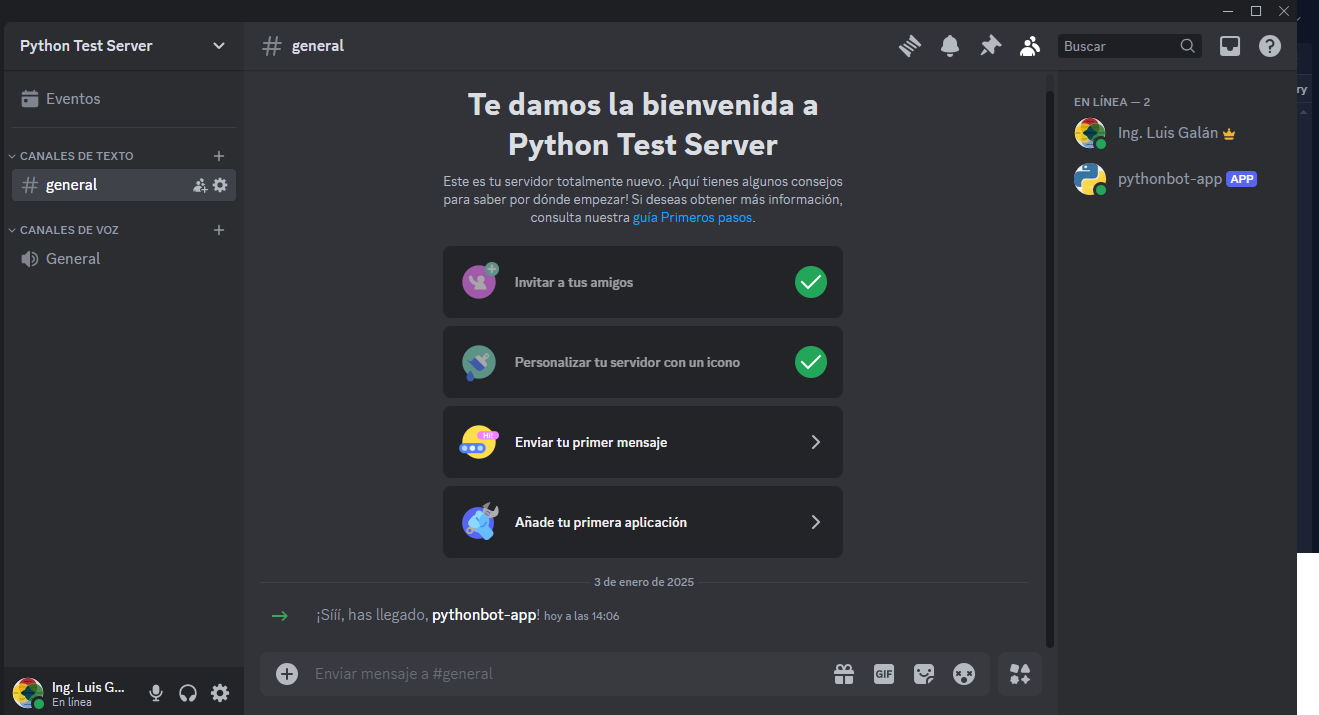 Python Test Server
Eventos
CANALES DE TEXTO
general
CANALES DE VOZ
General
Ing. Luis G...
En línea
general
Buscar
Te damos la bienvenida a
Python Test Server
Este es tu servidor totalmente nuevo. ¡Aquí tienes algunos consejos
para saber por dónde empezar! Si deseas obtener más información,
consulta nuestra guía Primeros pasos.
Invitar a tus amigos
Personalizar tu servidor con un icono
Hi!
Enviar tu primer mensaje
Añade tu primera aplicación
3 de enero de 2025
¡Sííí, has llegado, pythonbot-app! hoy a las 14:06
Enviar mensaje a #general
GIF
EN LÍNEA — 2
Ing. Luis Galán
pythonbot-app APP
ry